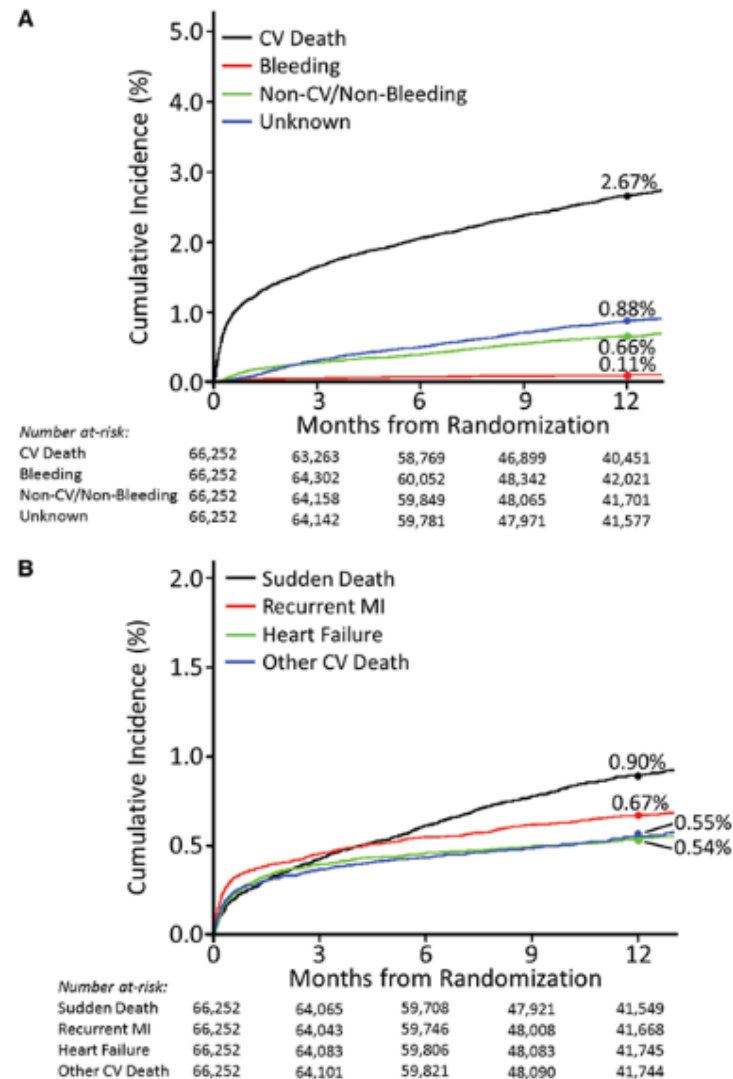 A
5.0
4.0
3.0
2.0
1.0
0.0
Cumulative Incidence (%)
CV Death
Bleeding
Non-CV/Non-Bleeding
Unknown
2.67%
0.88%
0.66%
0.11%
0 3 6 9 12
Months from Randomization
Number at-risk:
CV Death 66,252 63,263 58,769 46,899 40,451
Bleeding 66,252 64,302 60,052 48,342 42,021
Non-CV/Non-Bleeding 66,252 64,158 59,849 48,065 41,701
Unknown 66,252 64,142 59,781 47,971 41,577
B
2.0
1.5
1.0
0.5
0.0
Cumulative Incidence (%)
Sudden Death
Recurrent MI
Heart Failure
Other CV Death
0.90%
0.67%
0.55%
0.54%
0 3 6 9 12
Months from Randomization
Number at-risk:
Sudden Death 66,252 64,065 59,708 47,921 41,549
Recurrent MI 66,252 64,043 59,746 48,008 41,668
Heart Failure 66,252 64,083 59,806 48,083 41,745
Other CV Death 66,252 64,101 59,821 48,090 41,744